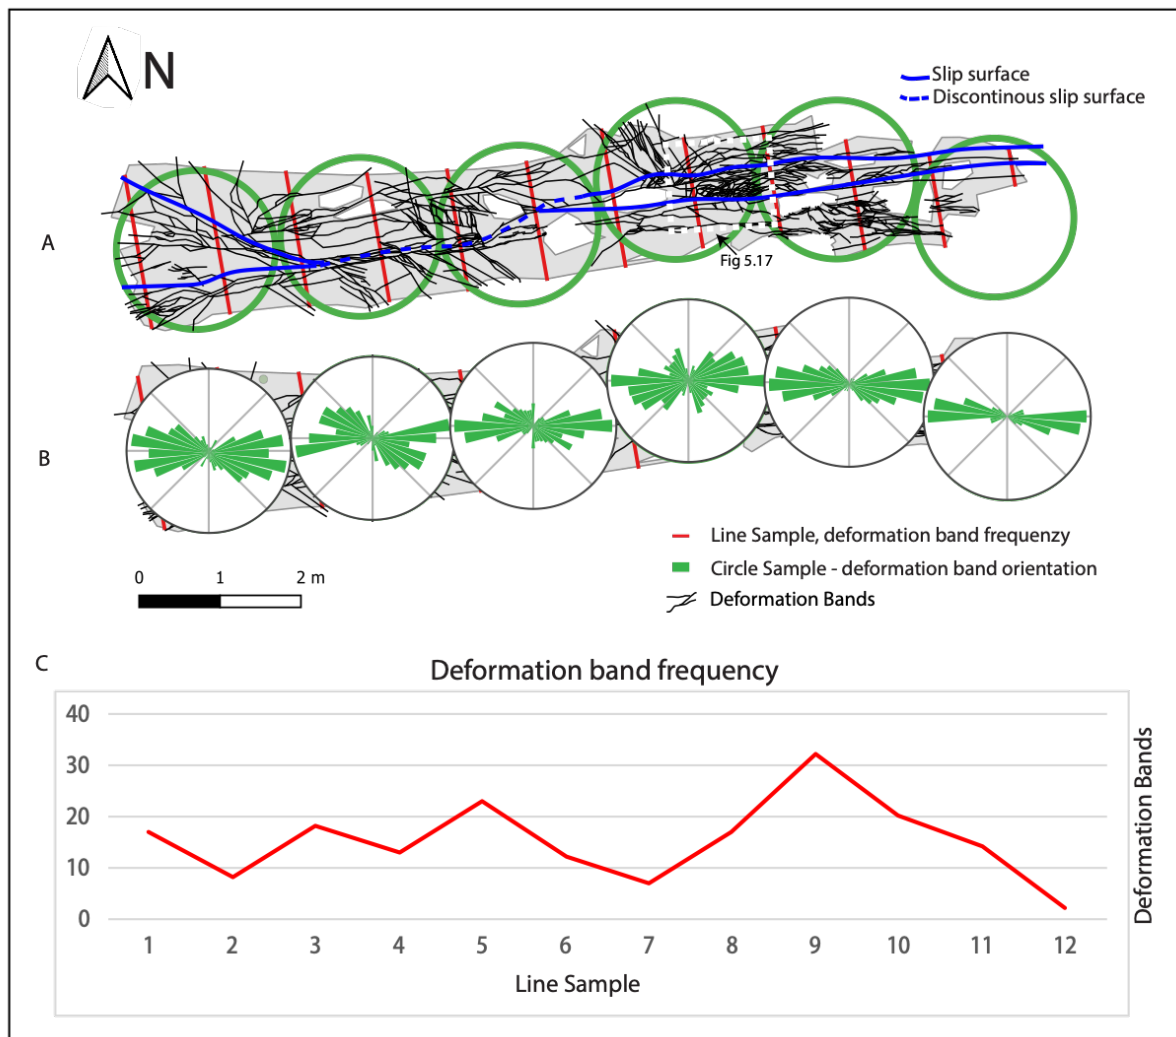 N
Slip surface
Discontinous slip surface
A
Fig 5.17
B
Line Sample, deformation band frequenzy
Circle Sample - deformation band orientation
Deformation Bands
0 1 2 m
C
Deformation band frequency
40
30
20
10
0
1 2 3 4 5 6 7 8 9 10 11 12
Line Sample
Deformation Bands